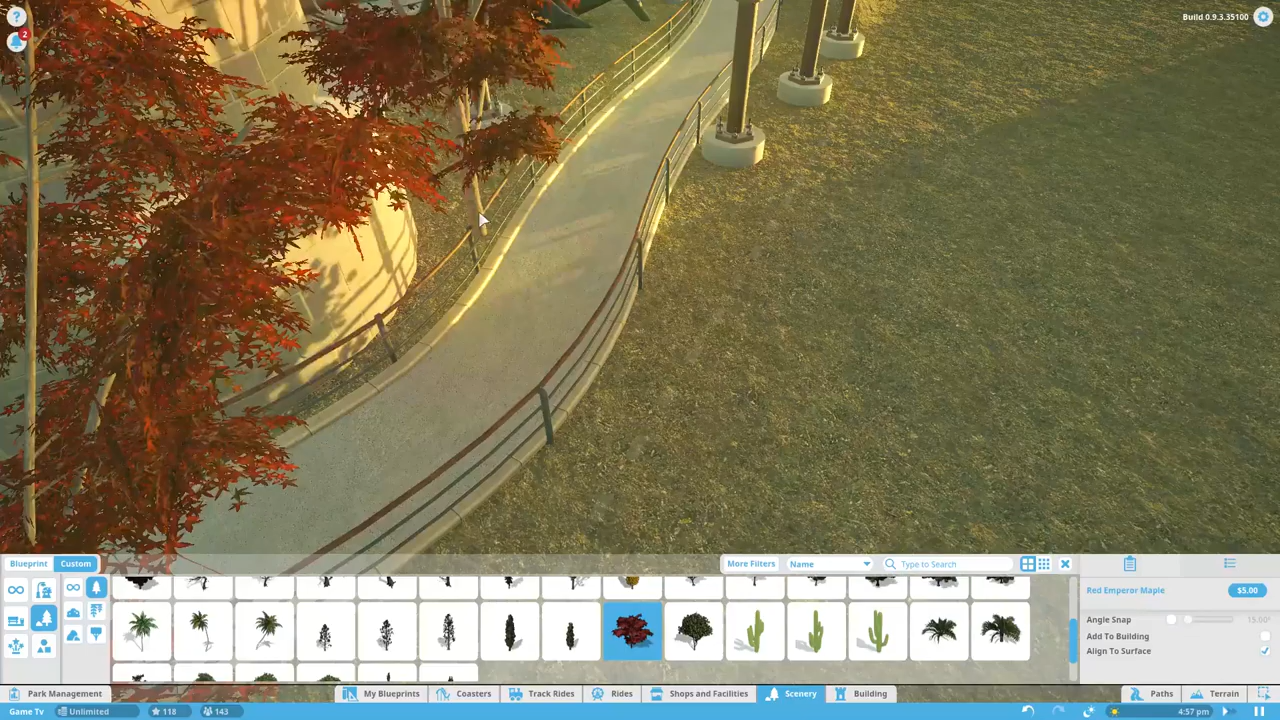 ?
2
Build 0.9.3.35100
Blueprint
Custom
More Filters
Name
Type to Search
Red Emperor Maple
$5.00
Angle Snap
15.00°
Add To Building
Align To Surface
Park Management
My Blueprints
Coasters
Track Rides
Rides
Shops and Facilities
Scenery
Building
Paths
Terrain
Game Tv
Unlimited
118
143
4:57 pm